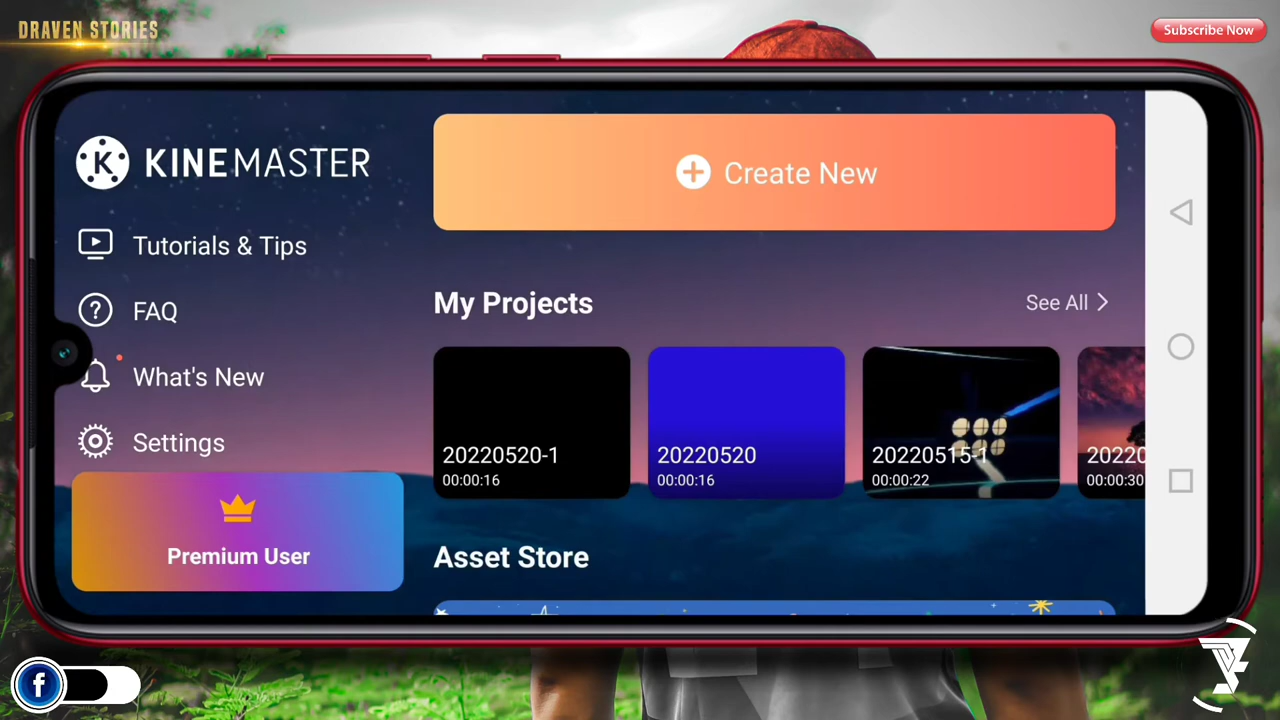 DRAVEN STORIES
Subscribe Now
KINEMASTER
Tutorials & Tips
FAQ
What's New
Settings
Premium User
Create New
My Projects
See All
20220520-1
00:00:16
20220520
00:00:16
20220515-1
00:00:22
20220
00:00:30
Asset Store